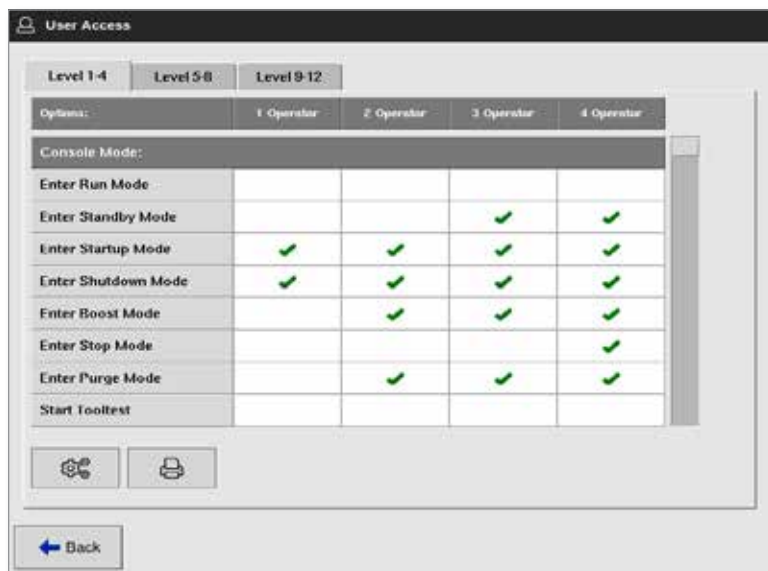 User Access
Level 1-4 Level 5-8 Level 9-12
Options: 1 Operator 2 Operator 3 Operator 4 Operator
Console Mode:
Enter Run Mode
Enter Standby Mode
Enter Startup Mode
Enter Shutdown Mode
Enter Boost Mode
Enter Stop Mode
Enter Purge Mode
Start Tooltest
Back